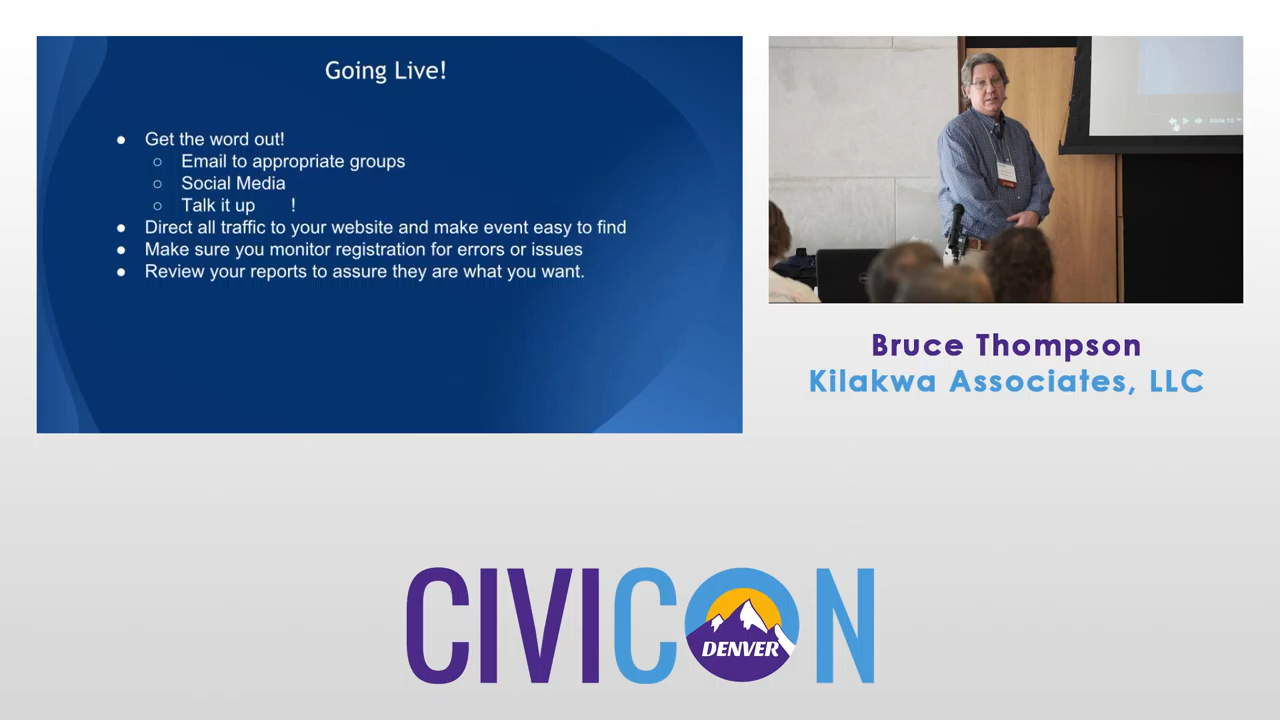 Going Live!
● Get the word out!
○ Email to appropriate groups
○ Social Media
○ Talk it up !
● Direct all traffic to your website and make event easy to find
● Make sure you monitor registration for errors or issues
● Review your reports to assure they are what you want.
Slide 10
Bruce Thompson
Kilakwa Associates, LLC
CIVICON
DENVER